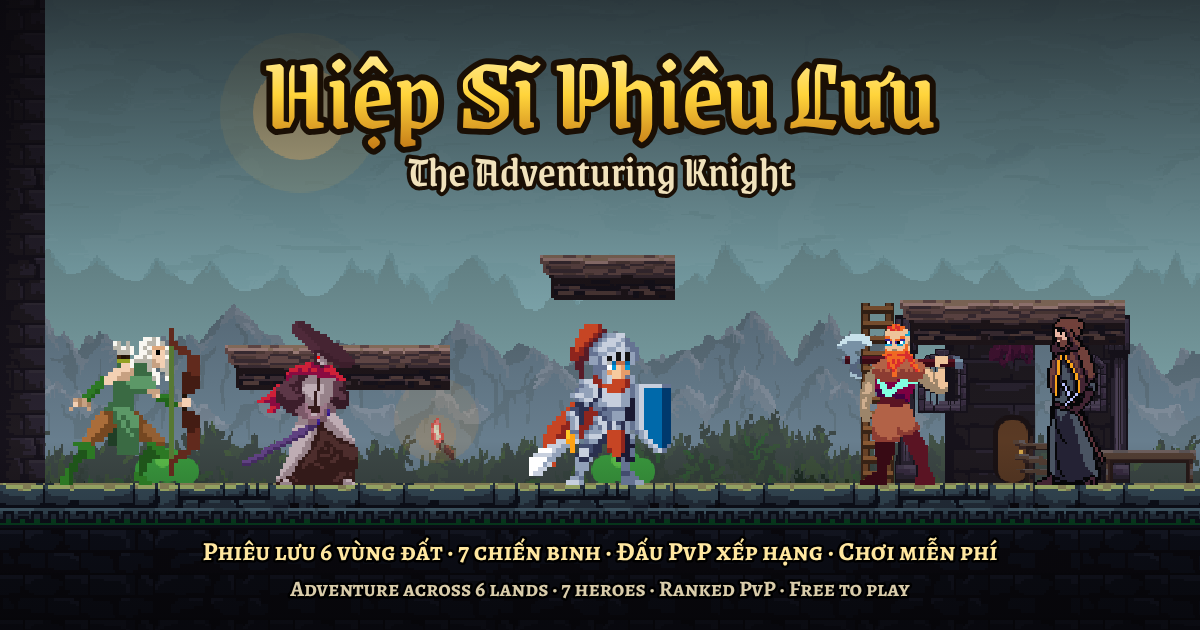 Hiệp Sĩ Phiêu Lưu
The Adventuring Knight
Phiêu lưu 6 vùng đất · 7 chiến binh · Đấu PvP xếp hạng · Chơi miễn phí
Adventure across 6 lands · 7 heroes · Ranked PvP · Free to play